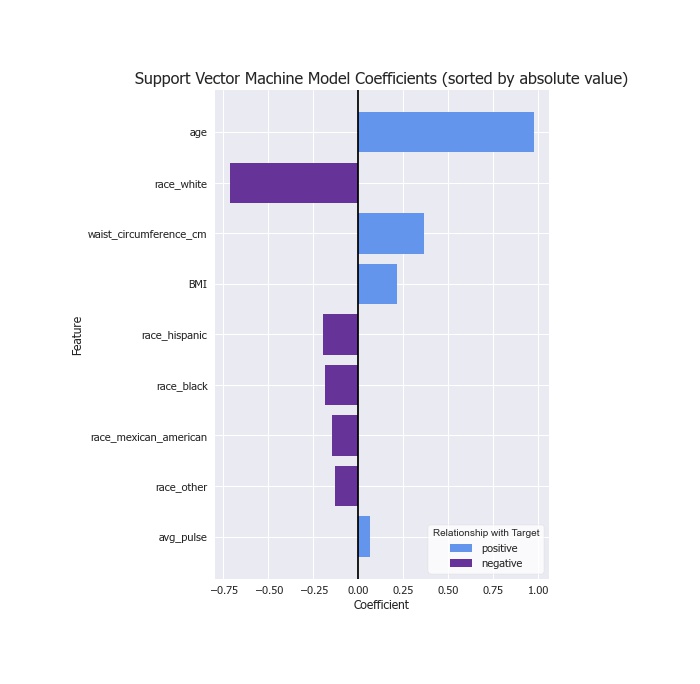 Support Vector Machine Model Coefficients (sorted by absolute value)
age
race_white
waist_circumference_cm
BMI
race_hispanic
race_black
race_mexican_american
race_other
avg_pulse
Feature
Relationship with Target
positive
negative
−0.75 −0.50 −0.25 0.00 0.25 0.50 0.75 1.00
Coefficient